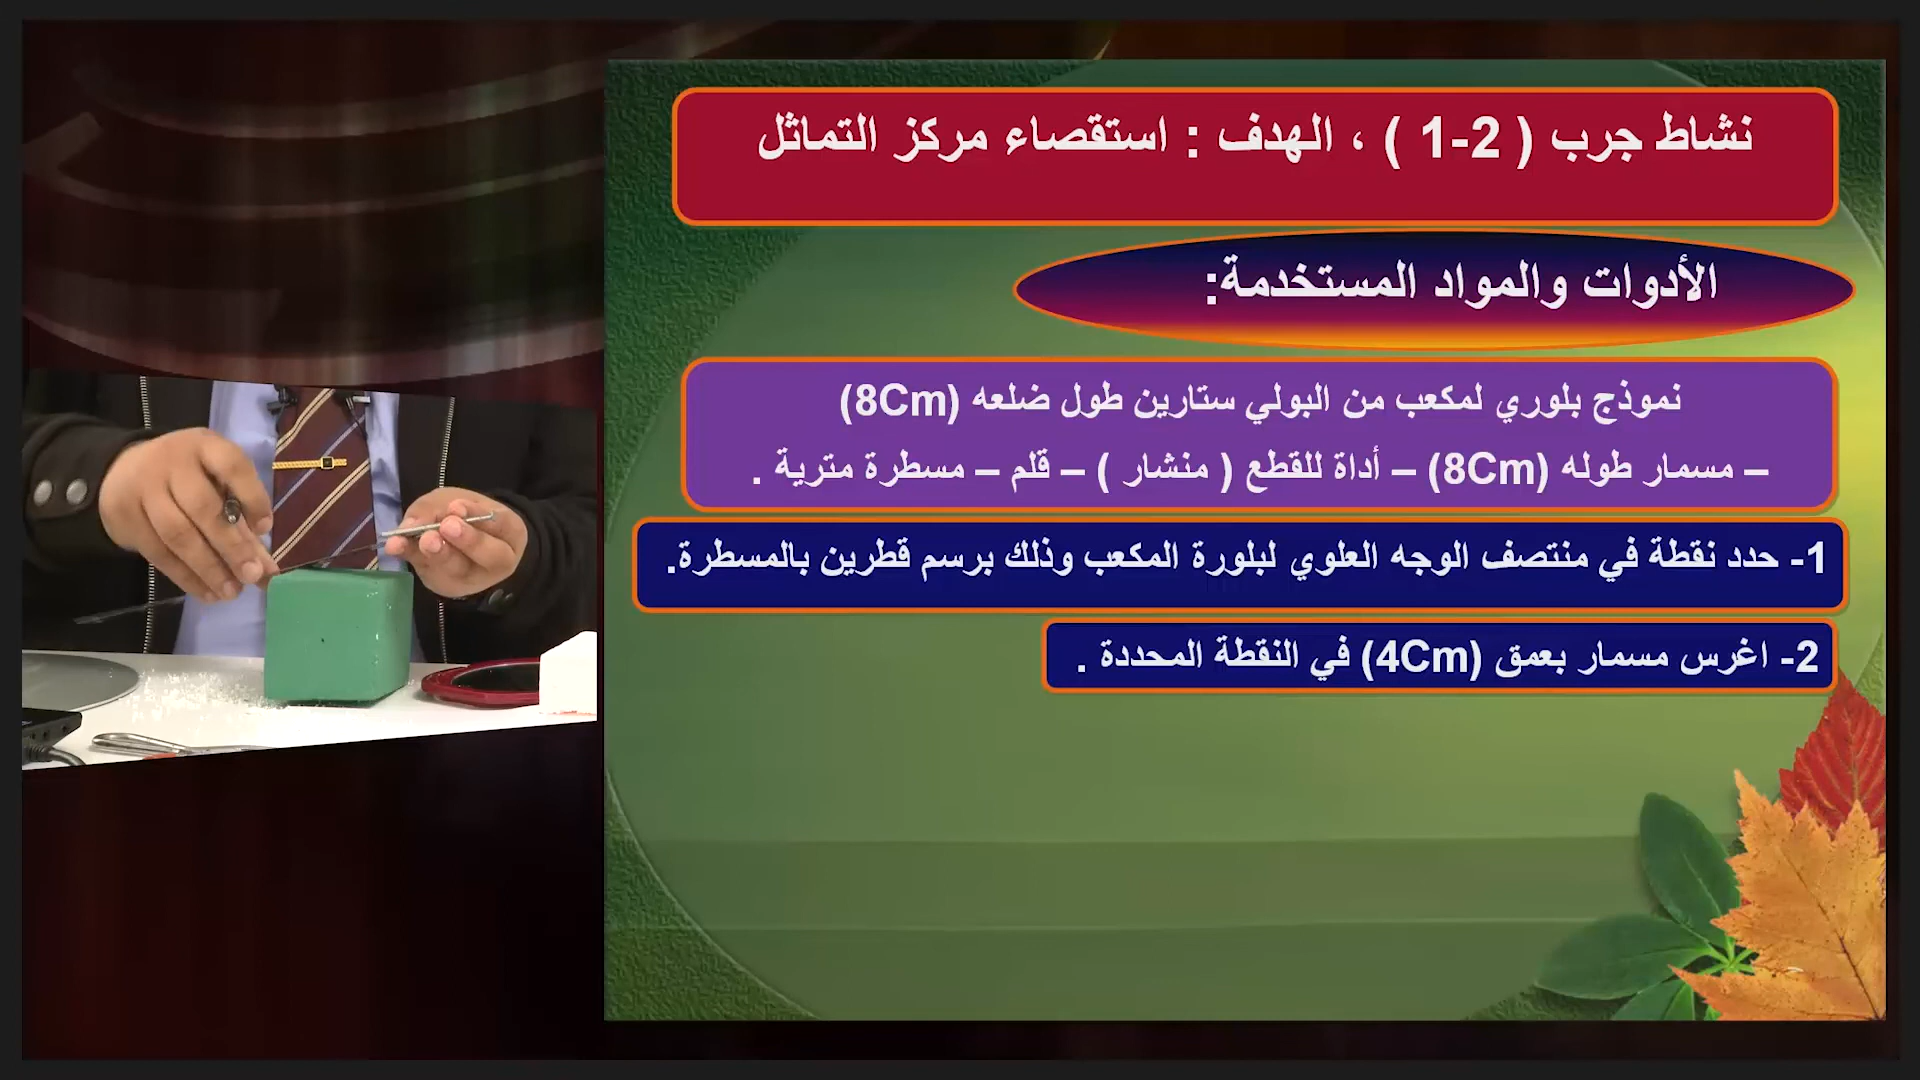 نشاط جرب ( 2-1 ) ، الهدف : استقصاء مركز التماثل
الأدوات والمواد المستخدمة:
نموذج بلوري لمكعب من البولي ستارين طول ضلعه (8Cm)
– مسمار طوله (8Cm) – أداة للقطع ( منشار ) – قلم – مسطرة مترية .
1- حدد نقطة في منتصف الوجه العلوي لبلورة المكعب وذلك برسم قطرين بالمسطرة.
2- اغرس مسمار بعمق (4Cm) في النقطة المحددة .